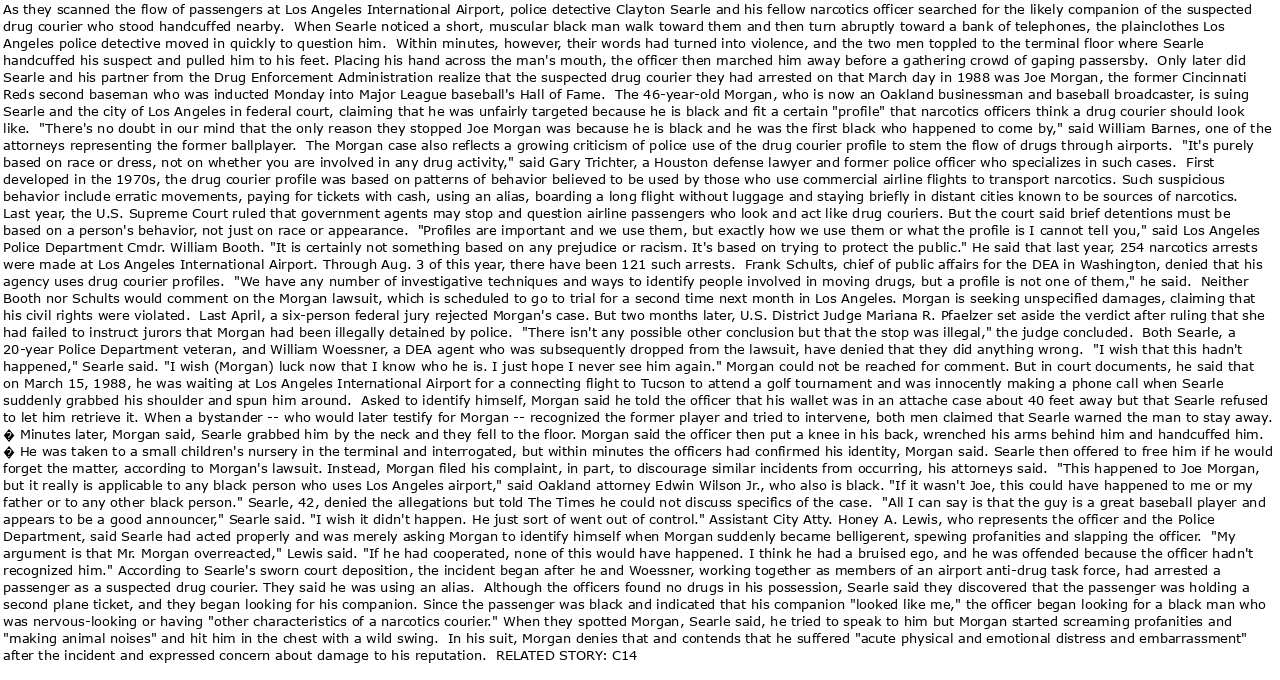 As they scanned the flow of passengers at Los Angeles International Airport, police detective Clayton Searle and his fellow narcotics officer searched for the likely companion of the suspected
drug courier who stood handcuffed nearby.  When Searle noticed a short, muscular black man walk toward them and then turn abruptly toward a bank of telephones, the plainclothes Los
Angeles police detective moved in quickly to question him.  Within minutes, however, their words had turned into violence, and the two men toppled to the terminal floor where Searle
handcuffed his suspect and pulled him to his feet. Placing his hand across the man's mouth, the officer then marched him away before a gathering crowd of gaping passersby.  Only later did
Searle and his partner from the Drug Enforcement Administration realize that the suspected drug courier they had arrested on that March day in 1988 was Joe Morgan, the former Cincinnati
Reds second baseman who was inducted Monday into Major League baseball's Hall of Fame.  The 46-year-old Morgan, who is now an Oakland businessman and baseball broadcaster, is suing
Searle and the city of Los Angeles in federal court, claiming that he was unfairly targeted because he is black and fit a certain "profile" that narcotics officers think a drug courier should look
like.  "There's no doubt in our mind that the only reason they stopped Joe Morgan was because he is black and he was the first black who happened to come by," said William Barnes, one of the
attorneys representing the former ballplayer.  The Morgan case also reflects a growing criticism of police use of the drug courier profile to stem the flow of drugs through airports.  "It's purely
based on race or dress, not on whether you are involved in any drug activity," said Gary Trichter, a Houston defense lawyer and former police officer who specializes in such cases.  First
developed in the 1970s, the drug courier profile was based on patterns of behavior believed to be used by those who use commercial airline flights to transport narcotics. Such suspicious
behavior include erratic movements, paying for tickets with cash, using an alias, boarding a long flight without luggage and staying briefly in distant cities known to be sources of narcotics.
Last year, the U.S. Supreme Court ruled that government agents may stop and question airline passengers who look and act like drug couriers. But the court said brief detentions must be
based on a person's behavior, not just on race or appearance.  "Profiles are important and we use them, but exactly how we use them or what the profile is I cannot tell you," said Los Angeles
Police Department Cmdr. William Booth. "It is certainly not something based on any prejudice or racism. It's based on trying to protect the public." He said that last year, 254 narcotics arrests
were made at Los Angeles International Airport. Through Aug. 3 of this year, there have been 121 such arrests.  Frank Schults, chief of public affairs for the DEA in Washington, denied that his
agency uses drug courier profiles.  "We have any number of investigative techniques and ways to identify people involved in moving drugs, but a profile is not one of them," he said.  Neither
Booth nor Schults would comment on the Morgan lawsuit, which is scheduled to go to trial for a second time next month in Los Angeles. Morgan is seeking unspecified damages, claiming that
his civil rights were violated.  Last April, a six-person federal jury rejected Morgan's case. But two months later, U.S. District Judge Mariana R. Pfaelzer set aside the verdict after ruling that she
had failed to instruct jurors that Morgan had been illegally detained by police.  "There isn't any possible other conclusion but that the stop was illegal," the judge concluded.  Both Searle, a
20-year Police Department veteran, and William Woessner, a DEA agent who was subsequently dropped from the lawsuit, have denied that they did anything wrong.  "I wish that this hadn't
happened," Searle said. "I wish (Morgan) luck now that I know who he is. I just hope I never see him again." Morgan could not be reached for comment. But in court documents, he said that
on March 15, 1988, he was waiting at Los Angeles International Airport for a connecting flight to Tucson to attend a golf tournament and was innocently making a phone call when Searle
suddenly grabbed his shoulder and spun him around.  Asked to identify himself, Morgan said he told the officer that his wallet was in an attache case about 40 feet away but that Searle refused
to let him retrieve it. When a bystander -- who would later testify for Morgan -- recognized the former player and tried to intervene, both men claimed that Searle warned the man to stay away.
� Minutes later, Morgan said, Searle grabbed him by the neck and they fell to the floor. Morgan said the officer then put a knee in his back, wrenched his arms behind him and handcuffed him.
� He was taken to a small children's nursery in the terminal and interrogated, but within minutes the officers had confirmed his identity, Morgan said. Searle then offered to free him if he would
forget the matter, according to Morgan's lawsuit. Instead, Morgan filed his complaint, in part, to discourage similar incidents from occurring, his attorneys said.  "This happened to Joe Morgan,
but it really is applicable to any black person who uses Los Angeles airport," said Oakland attorney Edwin Wilson Jr., who also is black. "If it wasn't Joe, this could have happened to me or my
father or to any other black person." Searle, 42, denied the allegations but told The Times he could not discuss specifics of the case.  "All I can say is that the guy is a great baseball player and
appears to be a good announcer," Searle said. "I wish it didn't happen. He just sort of went out of control." Assistant City Atty. Honey A. Lewis, who represents the officer and the Police
Department, said Searle had acted properly and was merely asking Morgan to identify himself when Morgan suddenly became belligerent, spewing profanities and slapping the officer.  "My
argument is that Mr. Morgan overreacted," Lewis said. "If he had cooperated, none of this would have happened. I think he had a bruised ego, and he was offended because the officer hadn't
recognized him." According to Searle's sworn court deposition, the incident began after he and Woessner, working together as members of an airport anti-drug task force, had arrested a
passenger as a suspected drug courier. They said he was using an alias.  Although the officers found no drugs in his possession, Searle said they discovered that the passenger was holding a
second plane ticket, and they began looking for his companion. Since the passenger was black and indicated that his companion "looked like me," the officer began looking for a black man who
was nervous-looking or having "other characteristics of a narcotics courier." When they spotted Morgan, Searle said, he tried to speak to him but Morgan started screaming profanities and
"making animal noises" and hit him in the chest with a wild swing.  In his suit, Morgan denies that and contends that he suffered "acute physical and emotional distress and embarrassment"
after the incident and expressed concern about damage to his reputation.  RELATED STORY: C14